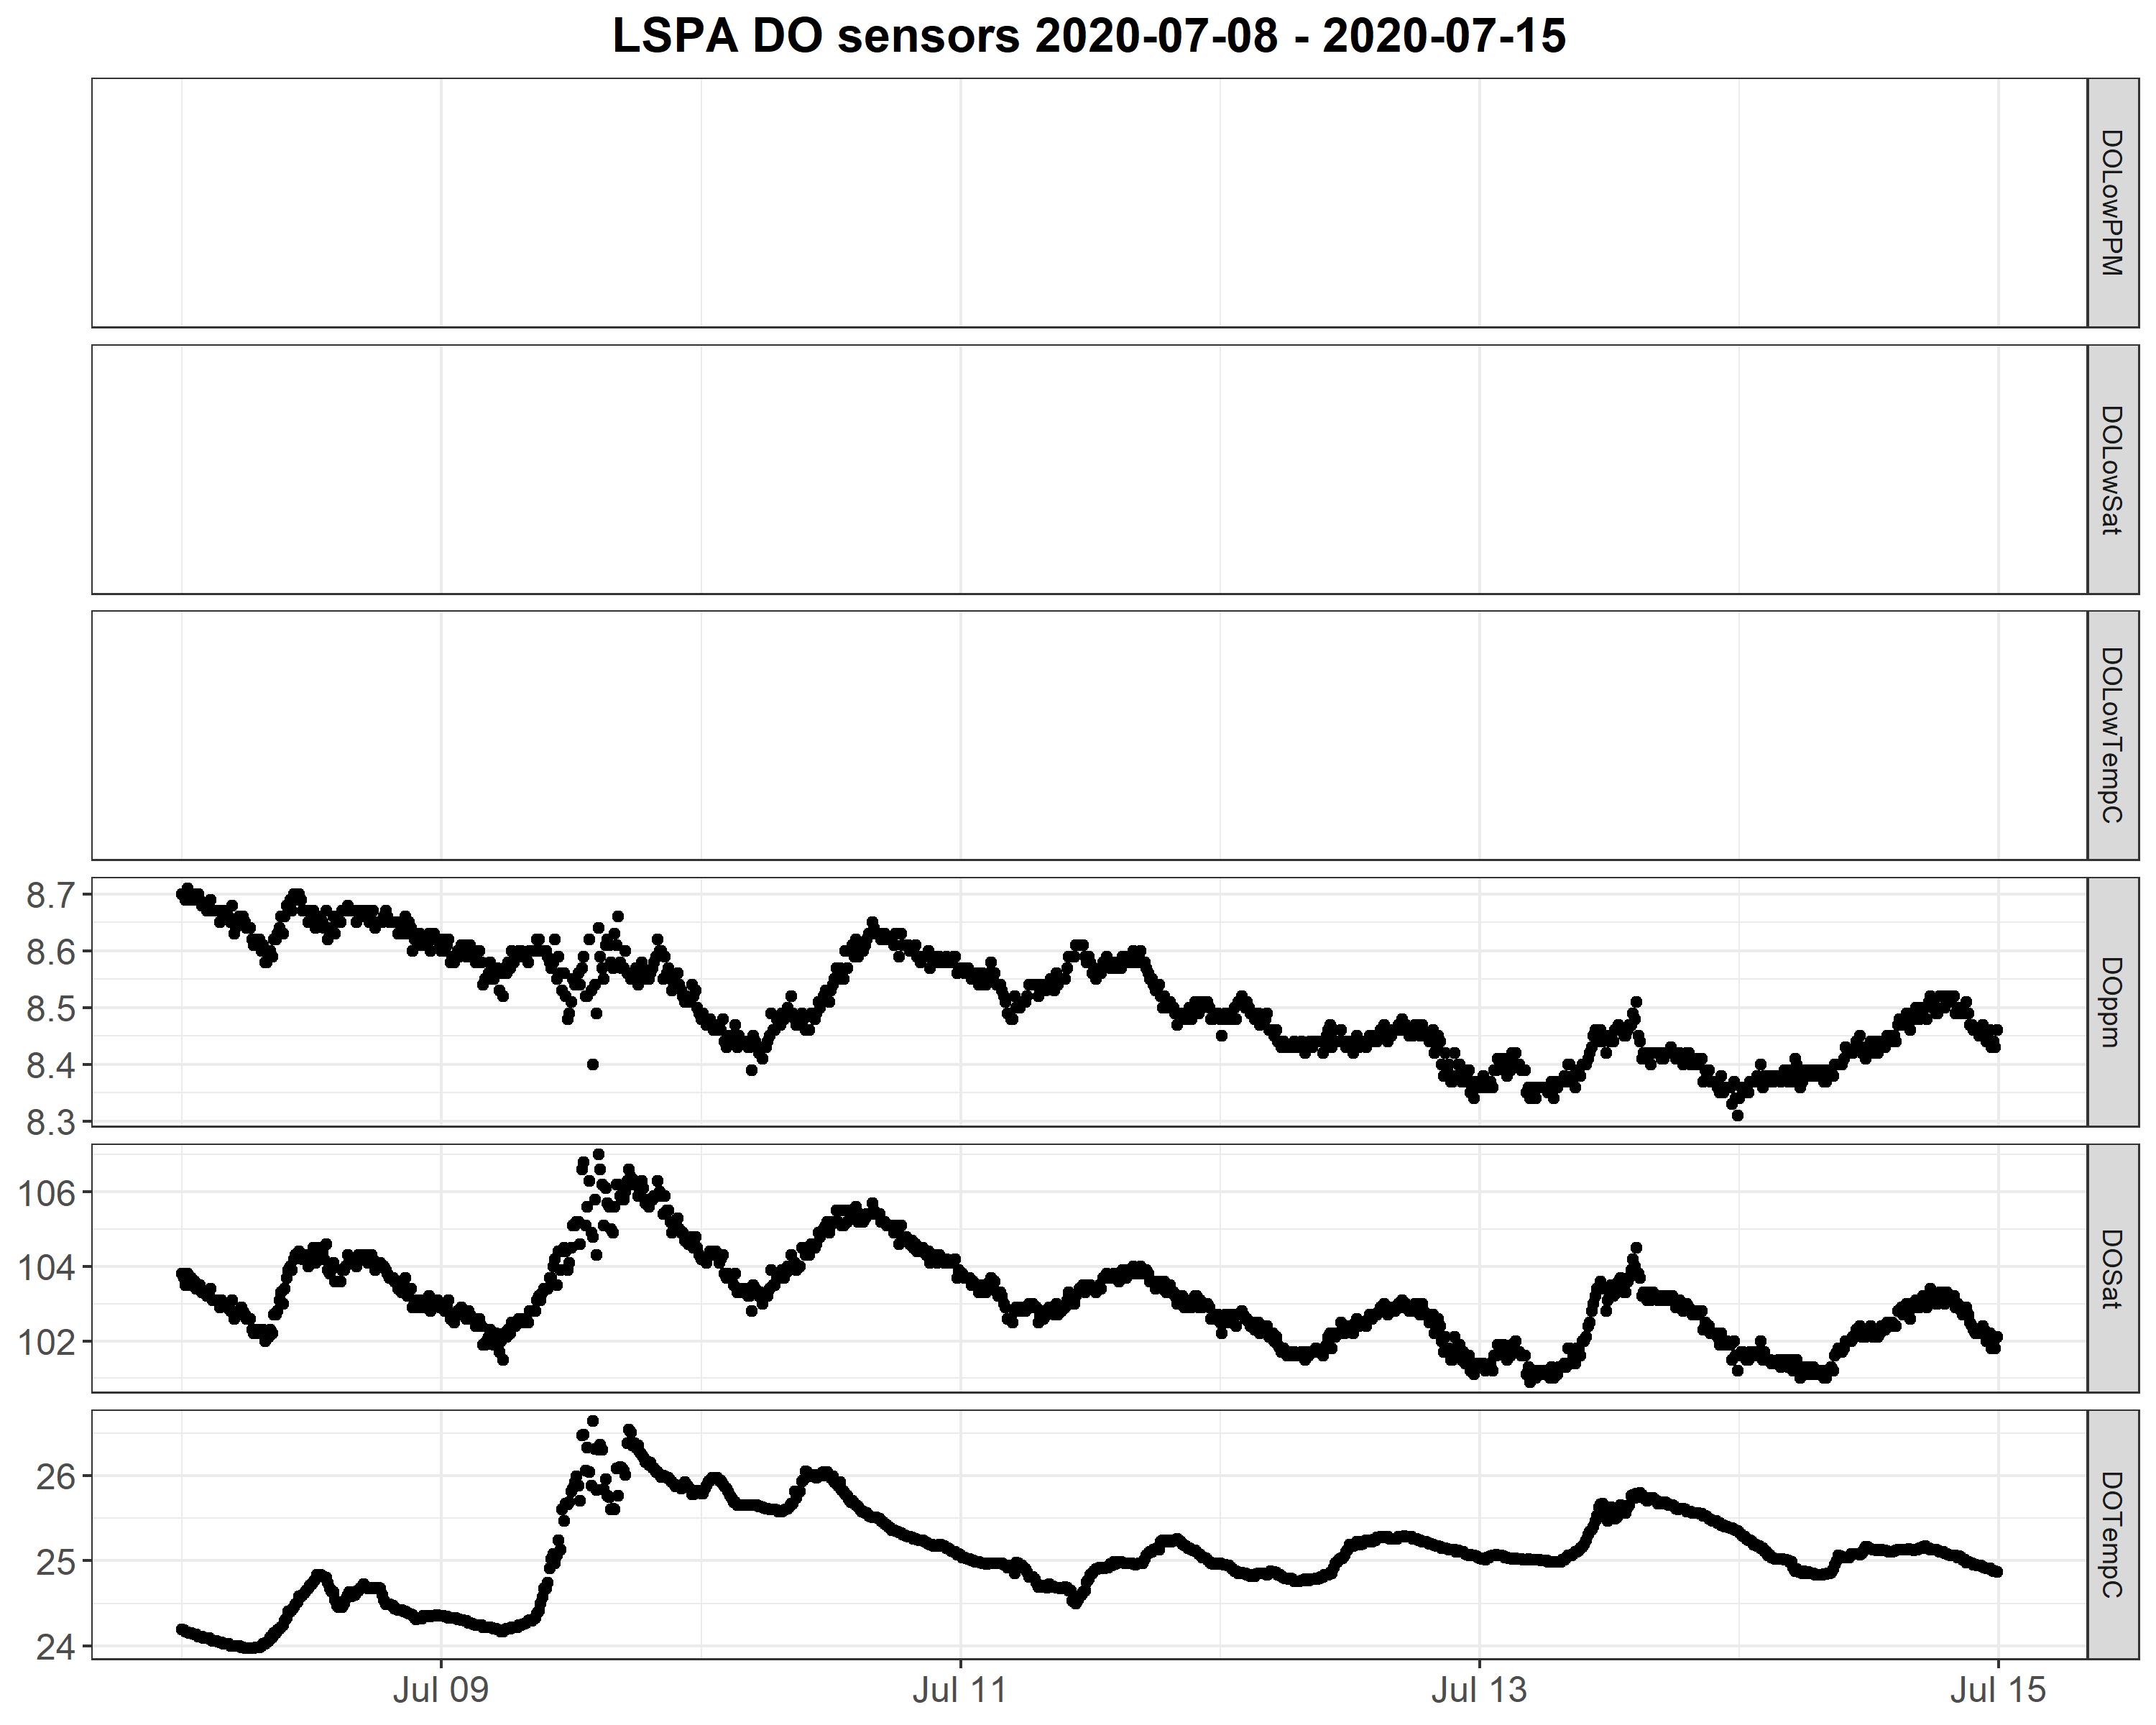 LSPA DO sensors 2020-07-08 - 2020-07-15
DOLowPPM
DOLowSat
DOLowTempC
8.7
8.6
8.5
8.4
8.3
DOppm
106
104
102
DOSat
26
25
24
DOTempC
Jul 09 Jul 11 Jul 13 Jul 15